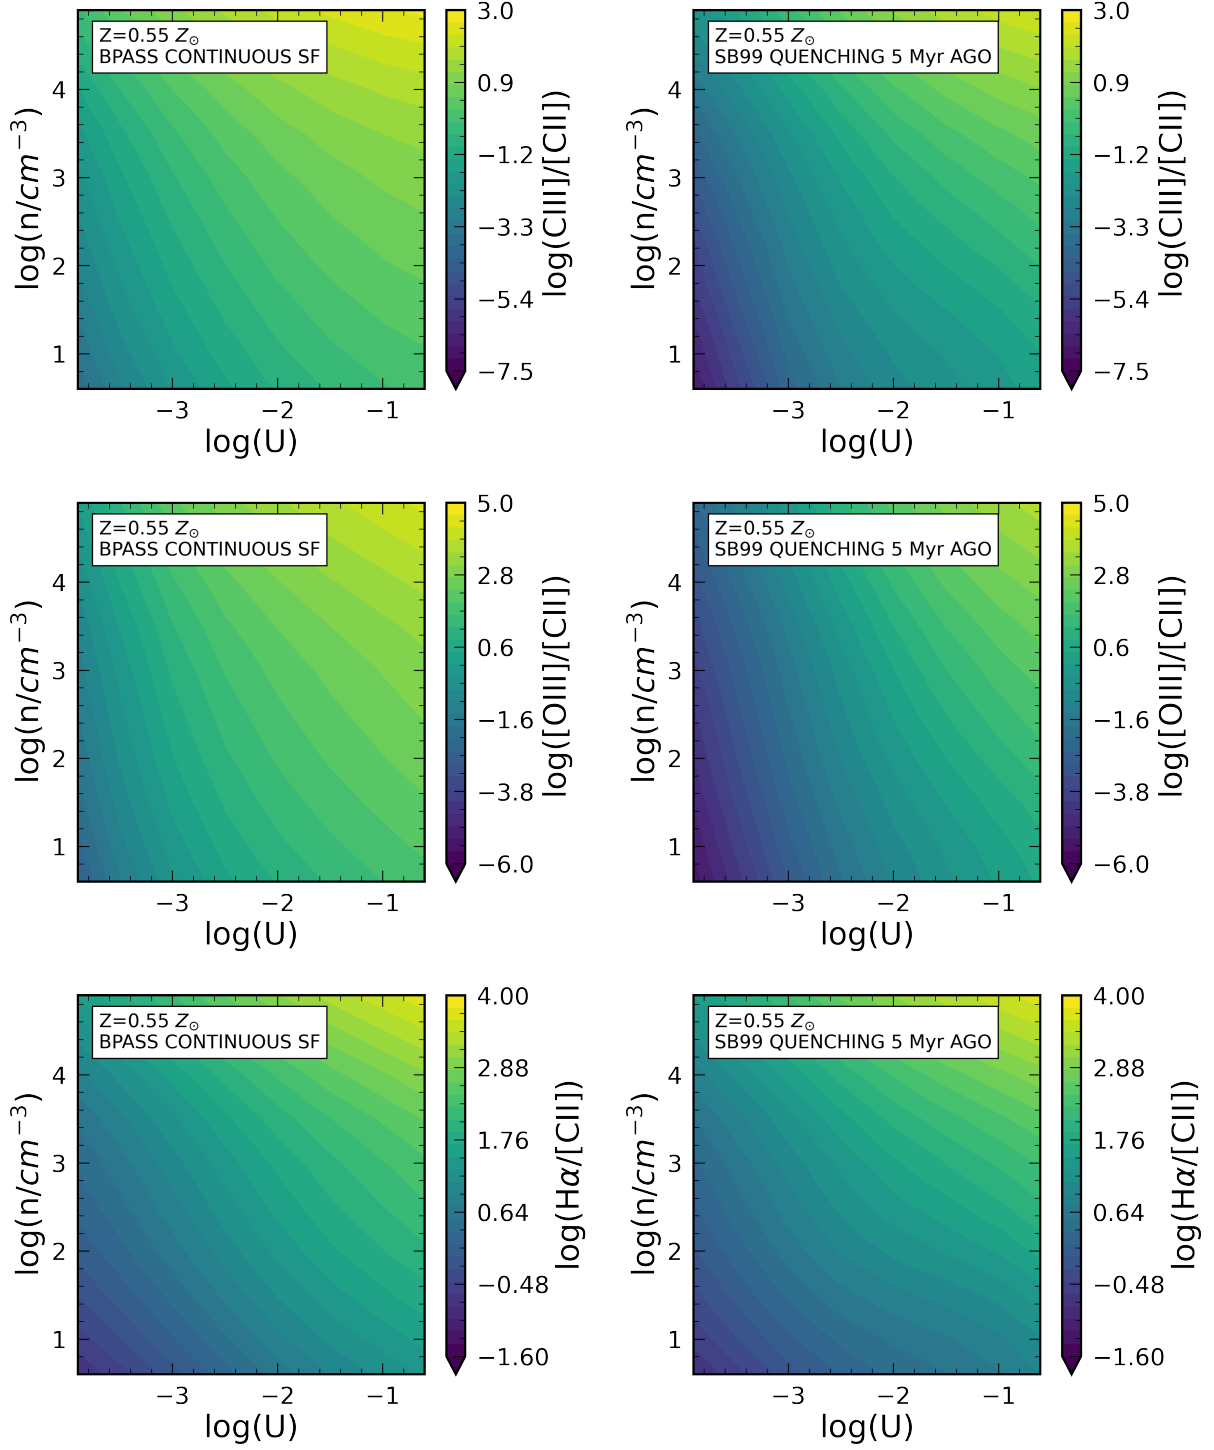 Z=0.55 Z⊙
BPASS CONTINUOUS SF
4
3
2
1
−3
−2
−1
log(U)
log(n/cm⁻³)
3.0
0.9
−1.2
−3.3
−5.4
−7.5
log(CIII]/[CII])
Z=0.55 Z⊙
SB99 QUENCHING 5 Myr AGO
4
3
2
1
−3
−2
−1
log(U)
log(n/cm⁻³)
3.0
0.9
−1.2
−3.3
−5.4
−7.5
log(CIII]/[CII])
Z=0.55 Z⊙
BPASS CONTINUOUS SF
4
3
2
1
−3
−2
−1
log(U)
log(n/cm⁻³)
5.0
2.8
0.6
−1.6
−3.8
−6.0
log([OIII]/[CII])
Z=0.55 Z⊙
SB99 QUENCHING 5 Myr AGO
4
3
2
1
−3
−2
−1
log(U)
log(n/cm⁻³)
5.0
2.8
0.6
−1.6
−3.8
−6.0
log([OIII]/[CII])
Z=0.55 Z⊙
BPASS CONTINUOUS SF
4
3
2
1
−3
−2
−1
log(U)
log(n/cm⁻³)
4.00
2.88
1.76
0.64
−0.48
−1.60
log(Hα/[CII])
Z=0.55 Z⊙
SB99 QUENCHING 5 Myr AGO
4
3
2
1
−3
−2
−1
log(U)
log(n/cm⁻³)
4.00
2.88
1.76
0.64
−0.48
−1.60
log(Hα/[CII])